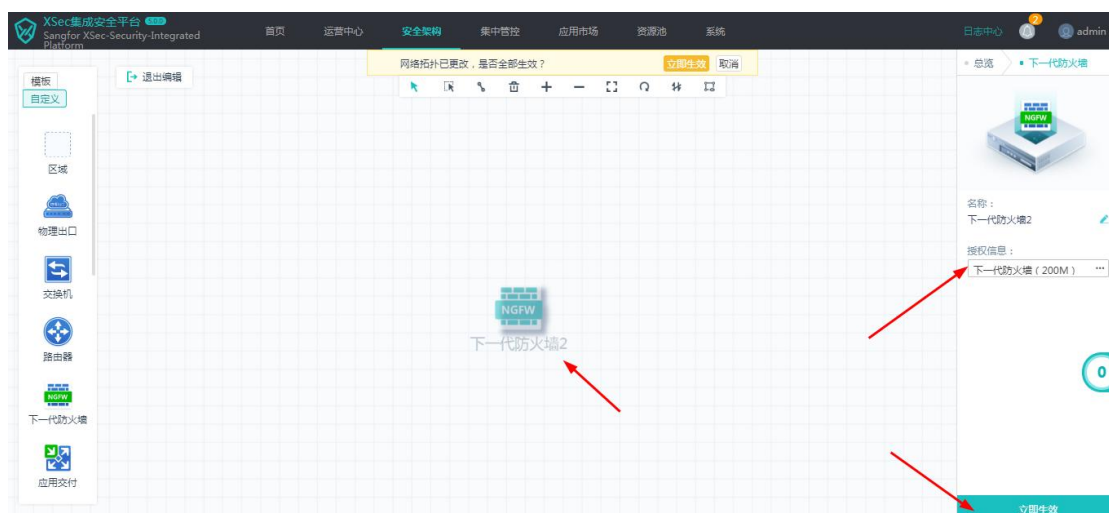 XSec集成安全平台 5.0.0
Sangfor XSec-Security-Integrated
Platform
首页 运营中心 安全架构 集中管控 应用市场 资源池 系统
日志中心 2 admin
网络拓扑已更改，是否全部生效？ 立即生效 取消
总览 下一代防火墙
模板
自定义
退出编辑
区域
物理出口
交换机
路由器
NGFW
下一代防火墙
应用交付
NGFW
下一代防火墙2
NGFW
名称：
下一代防火墙2
授权信息：
下一代防火墙（200M） ···
0
立即生效